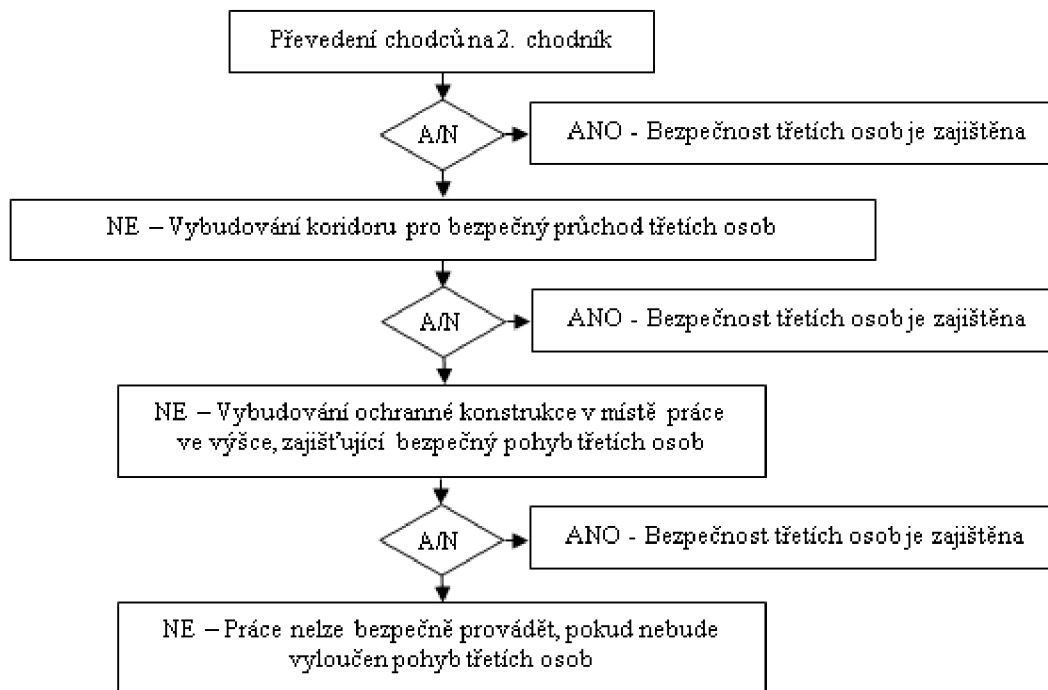 Převedení chodců na 2. chodník
A/N
ANO - Bezpečnost třetích osob je zajištěna
NE – Vybudování koridoru pro bezpečný průchod třetích osob
A/N
ANO - Bezpečnost třetích osob je zajištěna
NE – Vybudování ochranné konstrukce v místě práce
ve výšce, zajišťující bezpečný pohyb třetích osob
A/N
ANO - Bezpečnost třetích osob je zajištěna
NE – Práce nelze bezpečně provádět, pokud nebude
vyloučen pohyb třetích osob